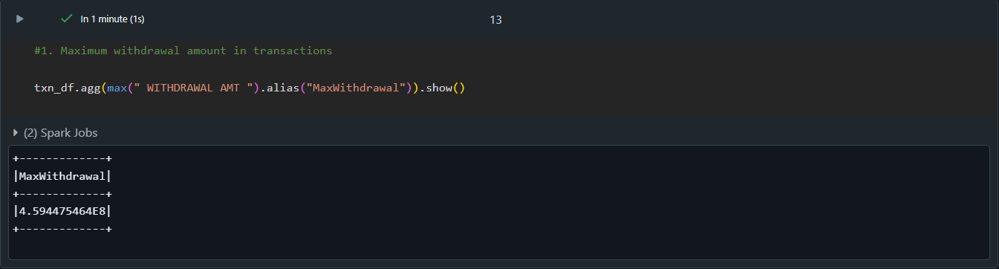 In 1 minute (1s)
13
#1. Maximum withdrawal amount in transactions
txn_df.agg(max(" WITHDRAWAL AMT ").alias("MaxWithdrawal")).show()
(2) Spark Jobs
+-------------+
|MaxWithdrawal|
+-------------+
|4.594475464E8|
+-------------+